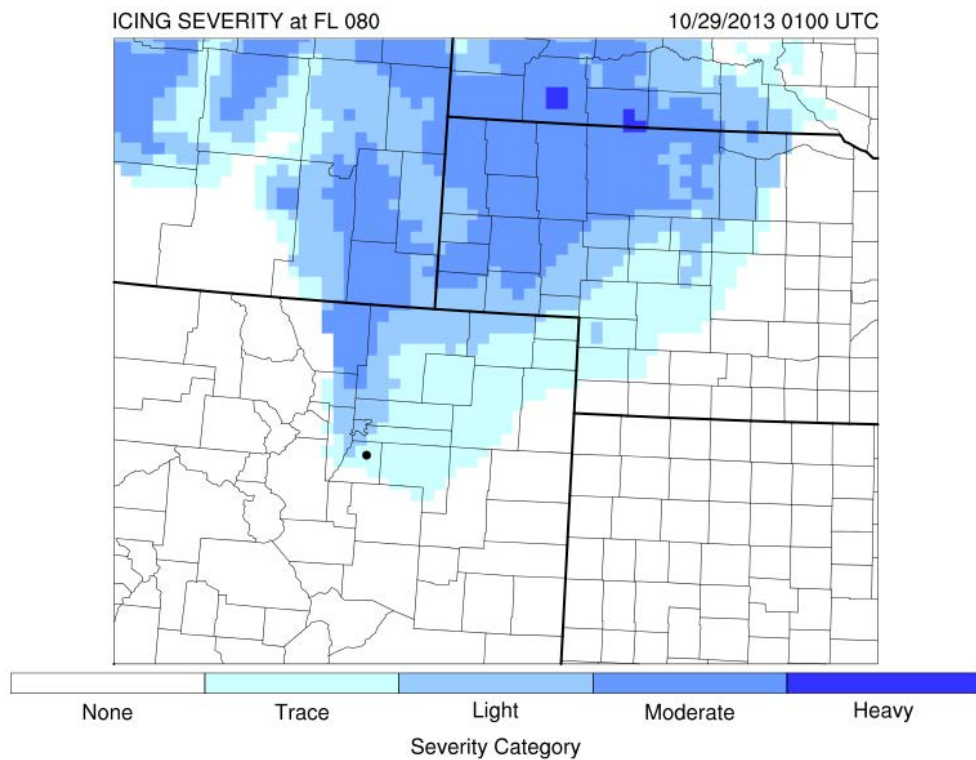 ICING SEVERITY at FL 080 10/29/2013 0100 UTC
None Trace Light Moderate Heavy
Severity Category